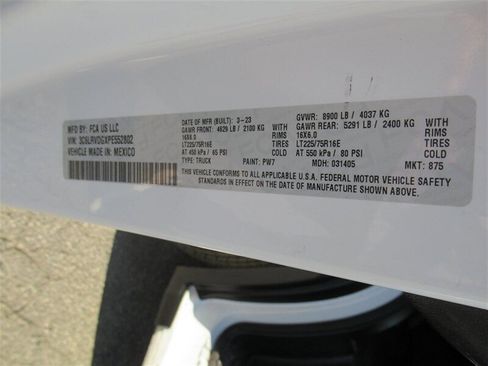 MFD BY: FCA US LLC
VIN: 3C6LRVDGXPE552802
VEHICLE MADE IN: MEXICO
DATE OF MFR (BUILT): 3-23 GVWR: 8900 LB / 4037 KG
GAWR FRONT: 4629 LB / 2100 KG WITH GAWR REAR: 5291 LB / 2400 KG WITH
16X6.0 RIMS 16X6.0 RIMS
LT225/75R16E TIRES LT225/75R16E TIRES
AT 450 kPa / 65 PSI AT 550 kPa / 80 PSI
TYPE: TRUCK PAINT: PW7 MDH: 031405 MKT: 875
THIS VEHICLE CONFORMS TO ALL APPLICABLE U.S.A. FEDERAL MOTOR VEHICLE SAFETY
STANDARDS IN EFFECT ON THE DATE OF MANUFACTURE SHOWN ABOVE.